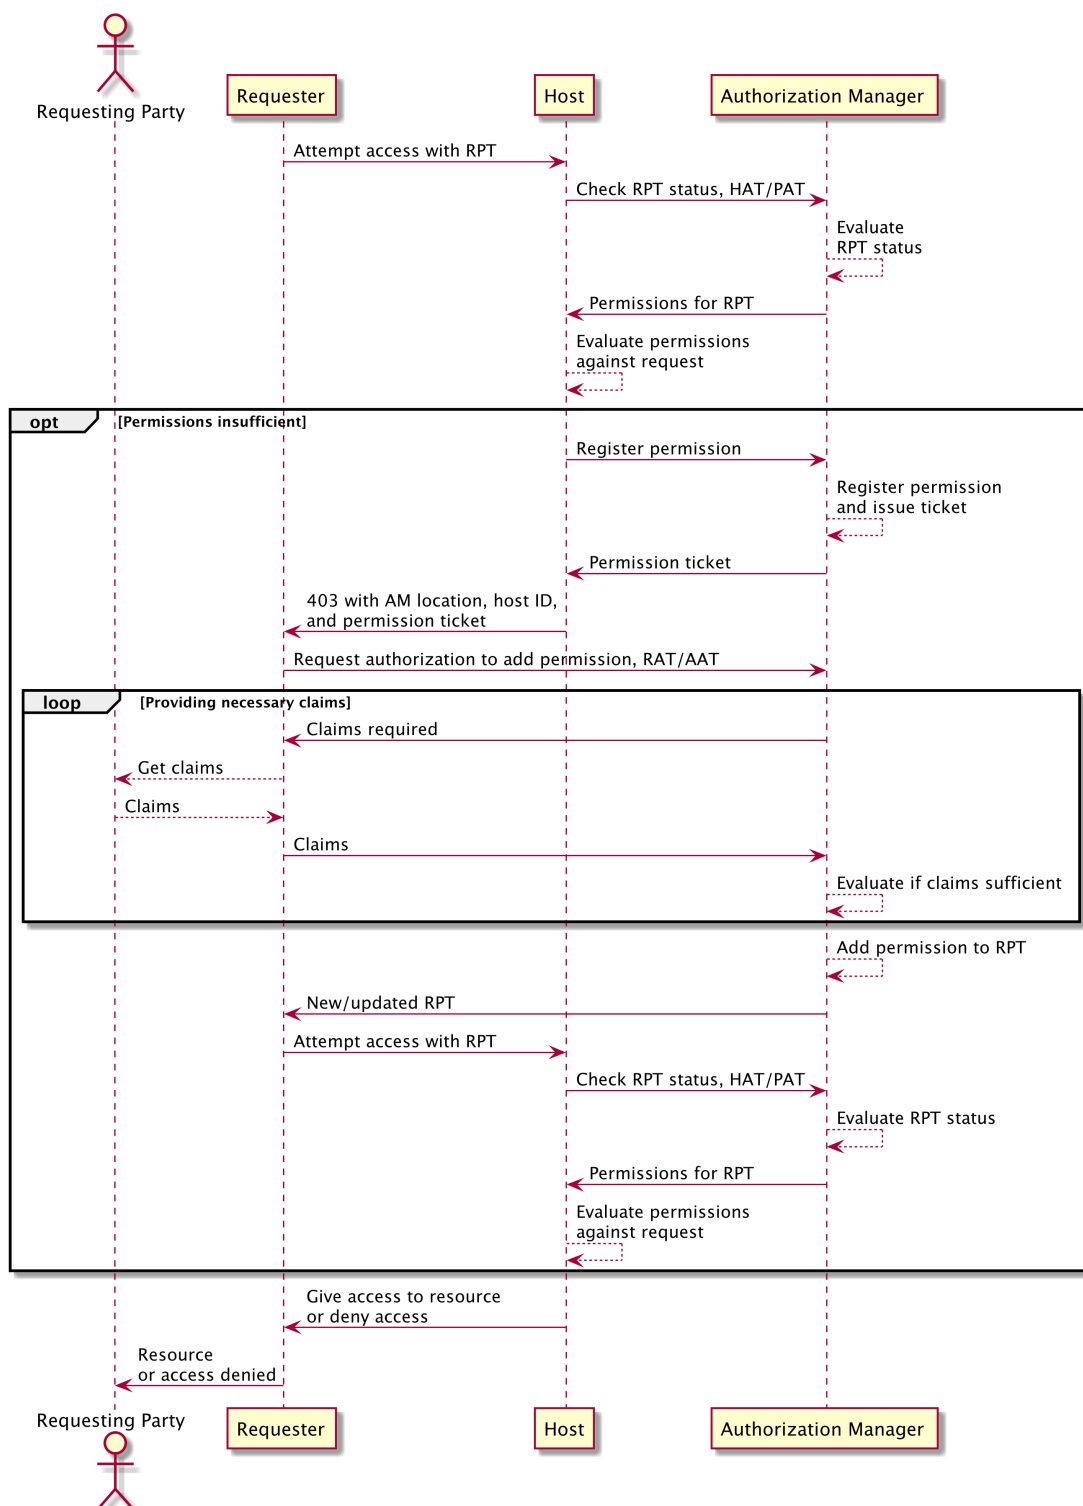 Requesting Party
Requester
Host
Authorization Manager
Attempt access with RPT
Check RPT status, HAT/PAT
Evaluate
RPT status
Permissions for RPT
Evaluate permissions
against request
opt
[Permissions insufficient]
Register permission
Register permission
and issue ticket
Permission ticket
403 with AM location, host ID,
and permission ticket
Request authorization to add permission, RAT/AAT
loop
[Providing necessary claims]
Claims required
Get claims
Claims
Claims
Evaluate if claims sufficient
Add permission to RPT
New/updated RPT
Attempt access with RPT
Check RPT status, HAT/PAT
Evaluate RPT status
Permissions for RPT
Evaluate permissions
against request
Give access to resource
or deny access
Resource
or access denied
Requesting Party
Requester
Host
Authorization Manager